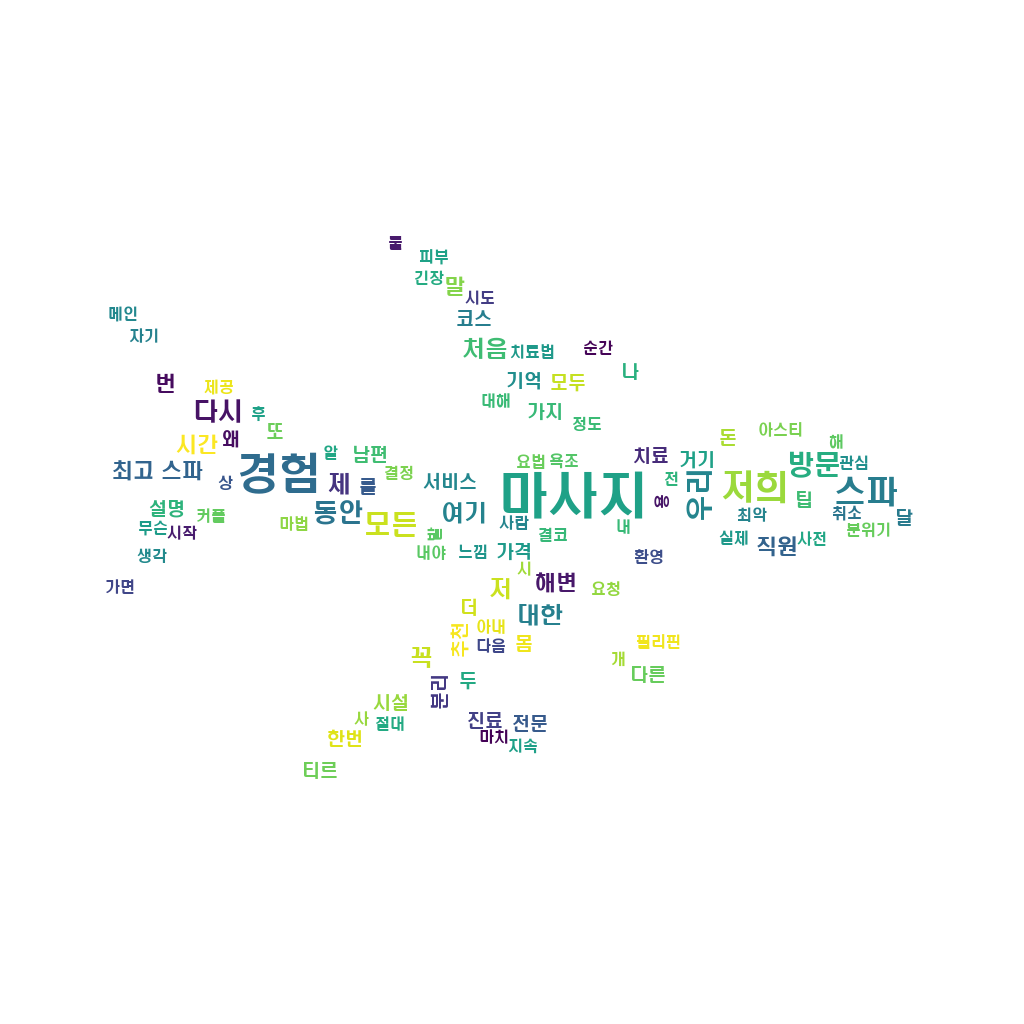 물
피부
긴장
말
시도
메인
코스
자기
처음
치료법
순간
나
기억
모두
번
제공
대해
가지
정도
다시
후
또
아스티
돈
시간
왜
해
알
남편
요법
욕조
치료
거기
방문
관심
최고 스파
경험
결정
서비스
전
상
제
를
마사지
예
우리
저희
스파
팁
설명
커플
동안
모든
여기
사람
내
최악
취소
달
무슨
시작
마법
결코
실제
직원
사전
분위기
생각
내야
느낌
가격
환영
시
가면
저
해변
요청
더
대한
추천
아내
다음
몸
필리핀
꼭
개
다른
두
분리
시설
사
절대
진료
전문
한번
마치
지속
티르